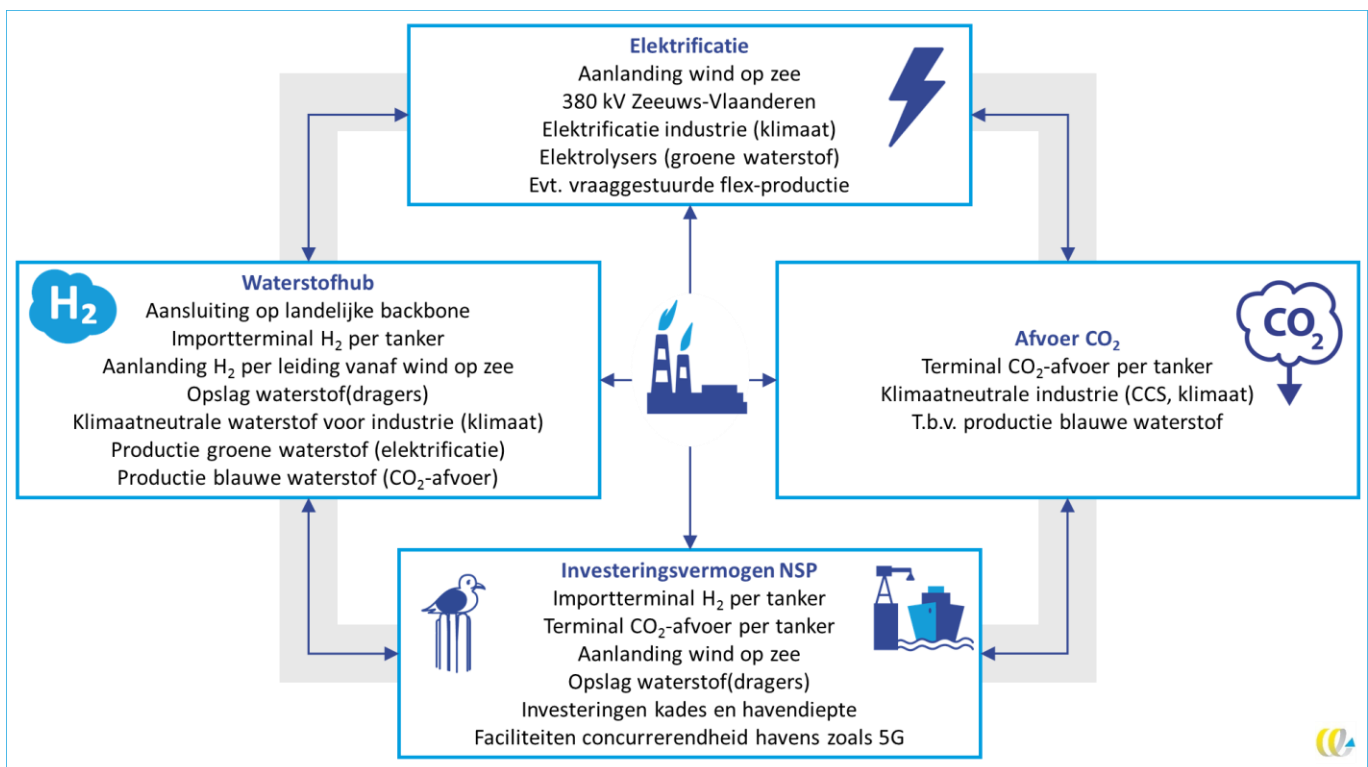 Elektrificatie
Aanlanding wind op zee
380 kV Zeeuws-Vlaanderen
Elektrificatie industrie (klimaat)
Elektrolysers (groene waterstof)
Evt. vraaggestuurde flex-productie
H₂
Waterstofhub
Aansluiting op landelijke backbone
Importterminal H₂ per tanker
Aanlanding H₂ per leiding vanaf wind op zee
Opslag waterstof(dragers)
Klimaatneutrale waterstof voor industrie (klimaat)
Productie groene waterstof (elektrificatie)
Productie blauwe waterstof (CO₂-afvoer)
CO₂
Afvoer CO₂
Terminal CO₂-afvoer per tanker
Klimaatneutrale industrie (CCS, klimaat)
T.b.v. productie blauwe waterstof
Investeringsvermogen NSP
Importterminal H₂ per tanker
Terminal CO₂-afvoer per tanker
Aanlanding wind op zee
Opslag waterstof(dragers)
Investeringen kades en havendiepte
Faciliteiten concurrerendheid havens zoals 5G